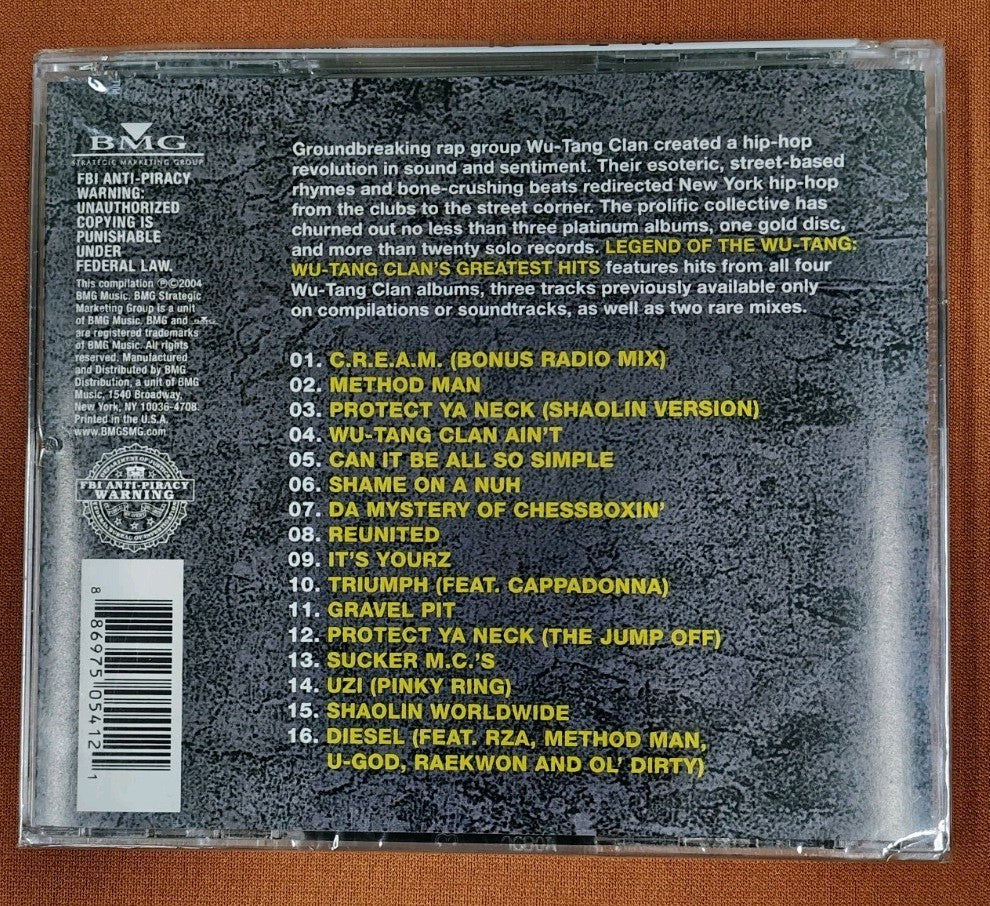 BMG
STRATEGIC MARKETING GROUP
FBI ANTI-PIRACY
WARNING:
UNAUTHORIZED
COPYING IS
PUNISHABLE
UNDER
FEDERAL LAW.
This compilation ℗©2004
BMG Music. BMG Strategic
Marketing Group is a unit
of BMG Music. BMG and
are registered trademarks
of BMG Music. All rights
reserved. Manufactured
and Distributed by BMG
Distribution, a unit of BMG
Music, 1540 Broadway,
New York, NY 10036-4708.
Printed in the U.S.A.
www.BMGSMG.com
FBI ANTI-PIRACY
WARNING
8 86975 05412 1
Groundbreaking rap group Wu-Tang Clan created a hip-hop
revolution in sound and sentiment. Their esoteric, street-based
rhymes and bone-crushing beats redirected New York hip-hop
from the clubs to the street corner. The prolific collective has
churned out no less than three platinum albums, one gold disc,
and more than twenty solo records. LEGEND OF THE WU-TANG:
WU-TANG CLAN'S GREATEST HITS features hits from all four
Wu-Tang Clan albums, three tracks previously available only
on compilations or soundtracks, as well as two rare mixes.
01. C.R.E.A.M. (BONUS RADIO MIX)
02. METHOD MAN
03. PROTECT YA NECK (SHAOLIN VERSION)
04. WU-TANG CLAN AIN'T
05. CAN IT BE ALL SO SIMPLE
06. SHAME ON A NUH
07. DA MYSTERY OF CHESSBOXIN'
08. REUNITED
09. IT'S YOURZ
10. TRIUMPH (FEAT. CAPPADONNA)
11. GRAVEL PIT
12. PROTECT YA NECK (THE JUMP OFF)
13. SUCKER M.C.'S
14. UZI (PINKY RING)
15. SHAOLIN WORLDWIDE
16. DIESEL (FEAT. RZA, METHOD MAN,
U-GOD, RAEKWON AND OL' DIRTY)